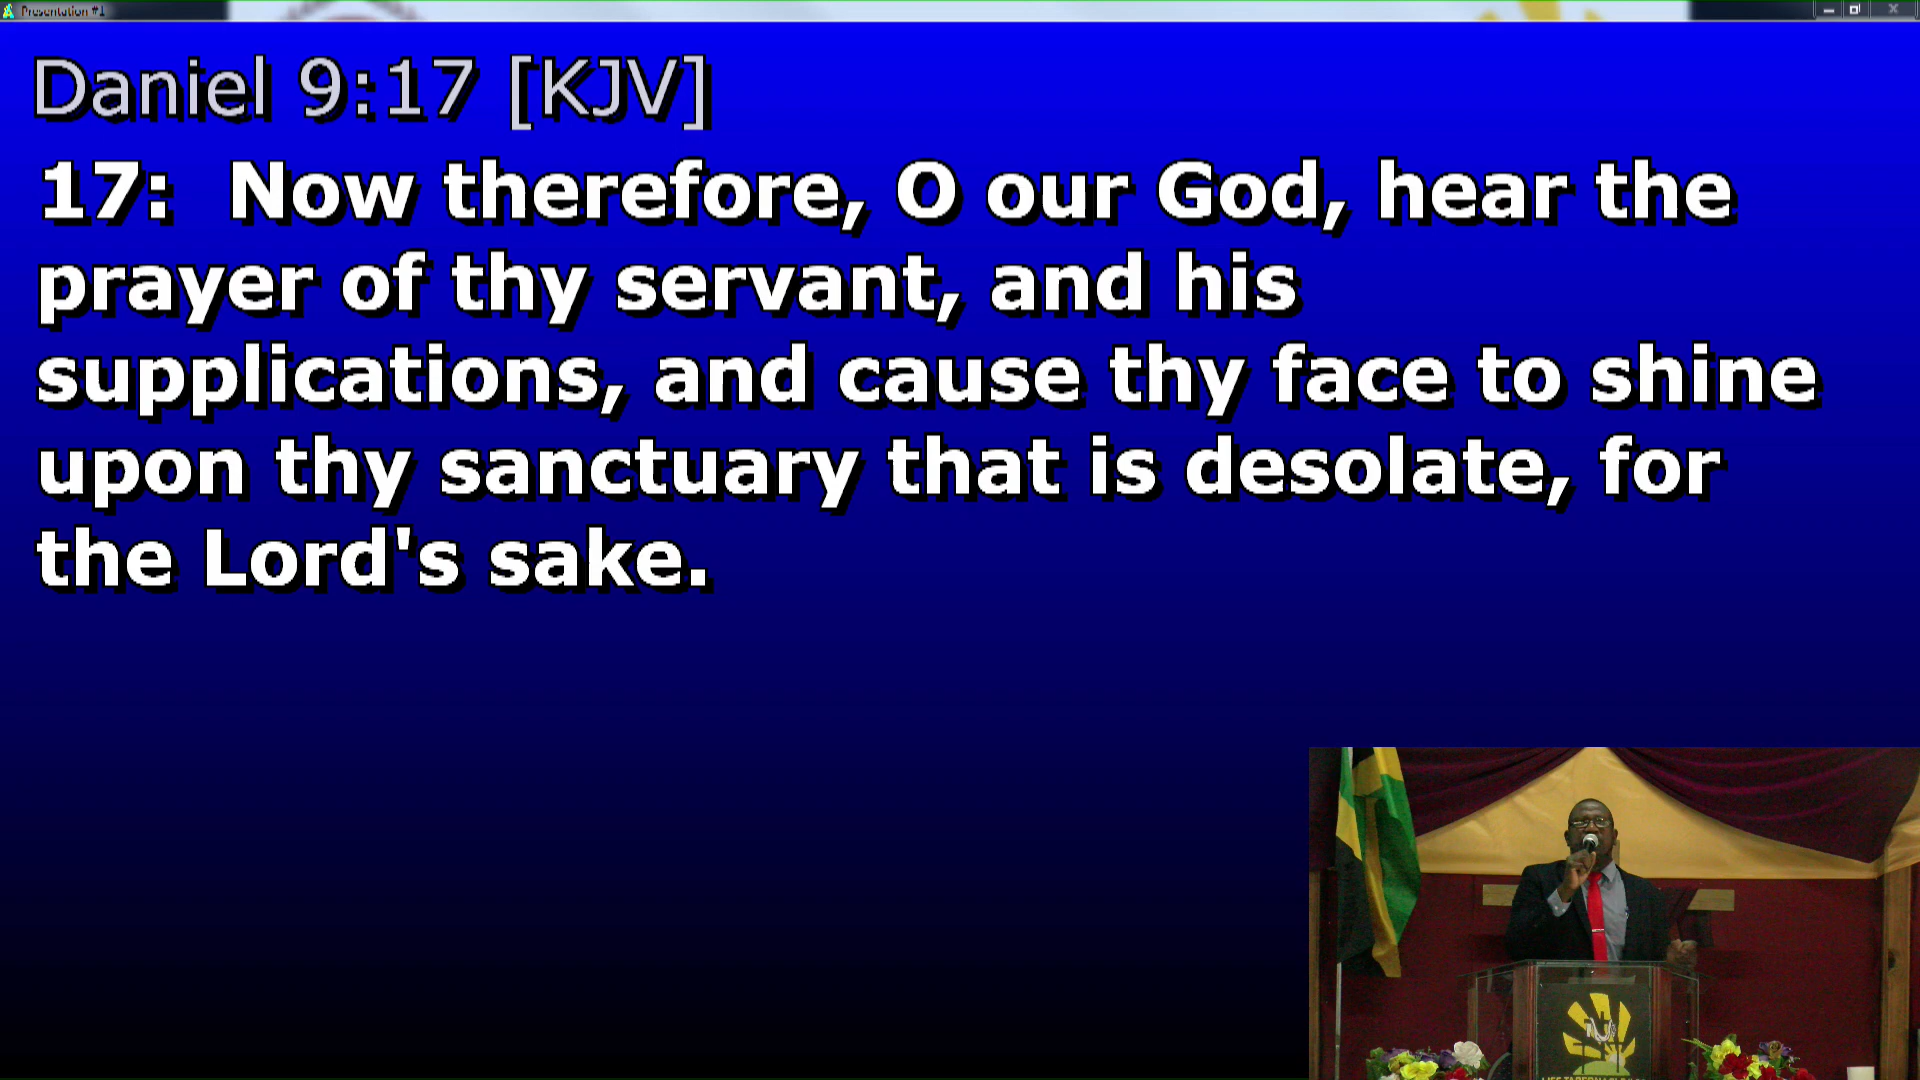 Presentation #1
Daniel 9:17 [KJV]
17: Now therefore, O our God, hear the
prayer of thy servant, and his
supplications, and cause thy face to shine
upon thy sanctuary that is desolate, for
the Lord's sake.